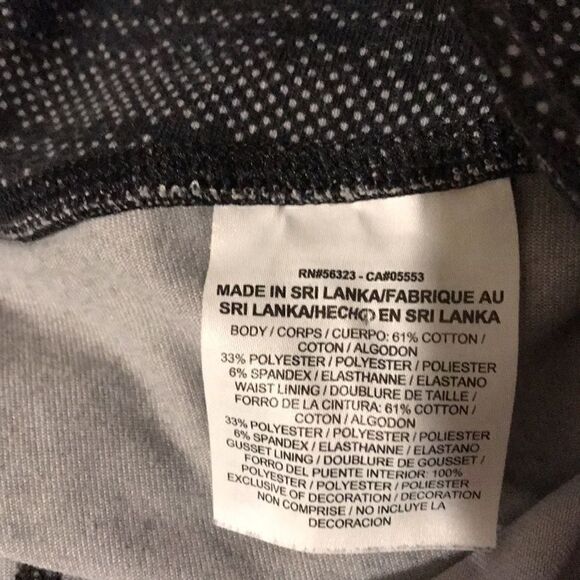 RN#56323 - CA#05553
MADE IN SRI LANKA/FABRIQUE AU
SRI LANKA/HECHO EN SRI LANKA
BODY / CORPS / CUERPO: 61% COTTON /
COTON / ALGODON
33% POLYESTER / POLYESTER / POLIESTER
6% SPANDEX / ELASTHANNE / ELASTANO
WAIST LINING / DOUBLURE DE TAILLE /
FORRO DE LA CINTURA: 61% COTTON /
COTON / ALGODON
33% POLYESTER / POLYESTER / POLIESTER
6% SPANDEX / ELASTHANNE / ELASTANO
GUSSET LINING / DOUBLURE DE GOUSSET /
FORRO DEL PUENTE INTERIOR: 100%
POLYESTER / POLYESTER / POLIESTER
EXCLUSIVE OF DECORATION / DECORATION
NON COMPRISE / NO INCLUYE LA
DECORACION